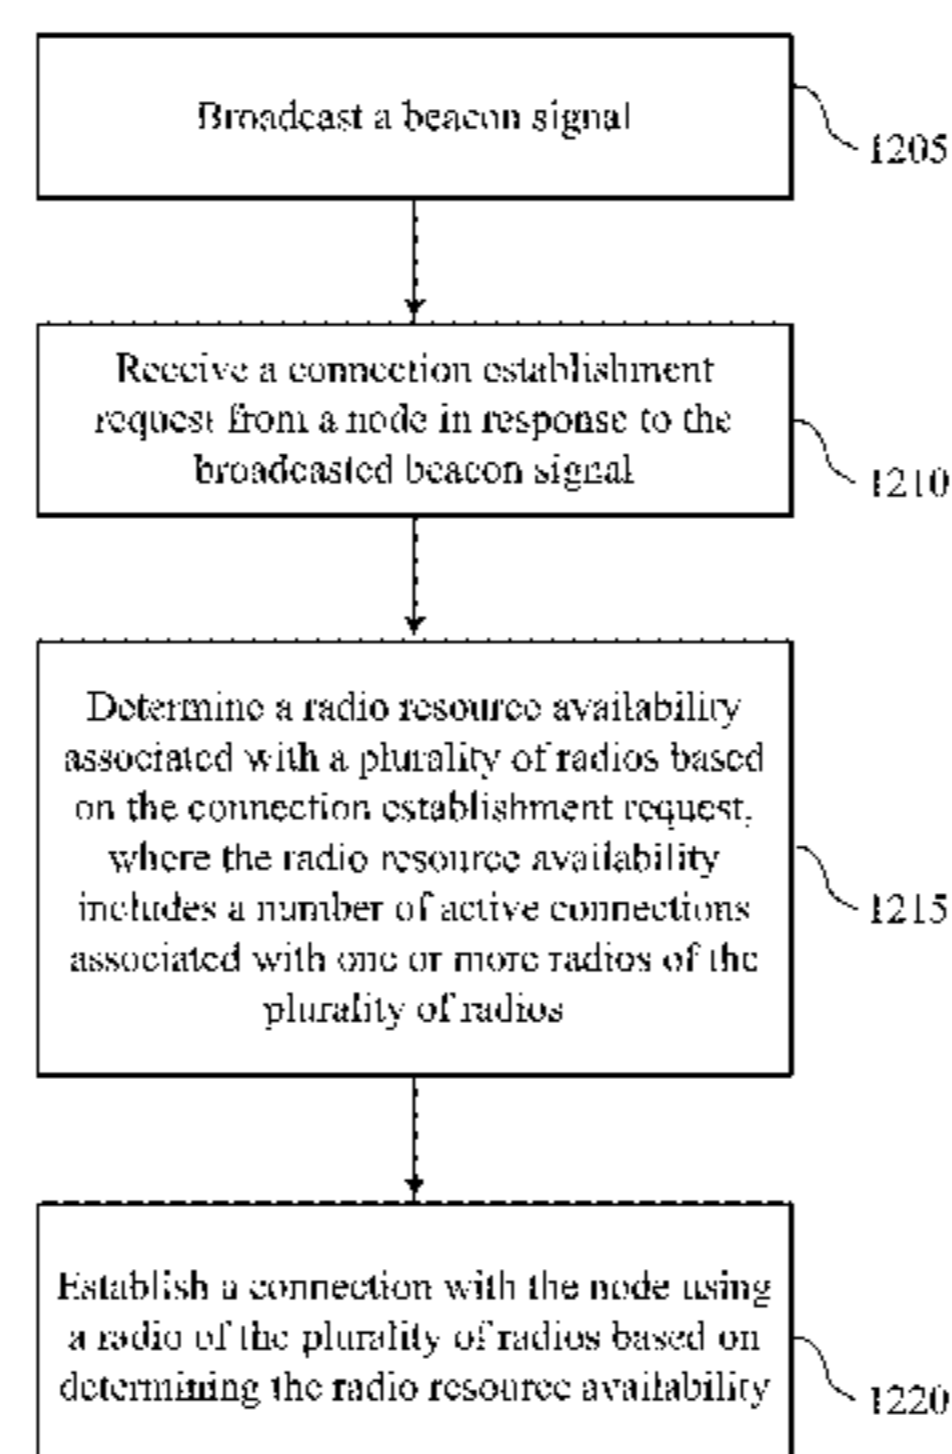 Broadcast a beacon signal
1205
Receive a connection establishment
request from a node in response to the
broadcasted beacon signal
1210
Determine a radio resource availability
associated with a plurality of radios based
on the connection establishment request,
where the radio resource availability
includes a number of active connections
associated with one or more radios of the
plurality of radios
1215
Establish a connection with the node using
a radio of the plurality of radios based on
determining the radio resource availability
1220